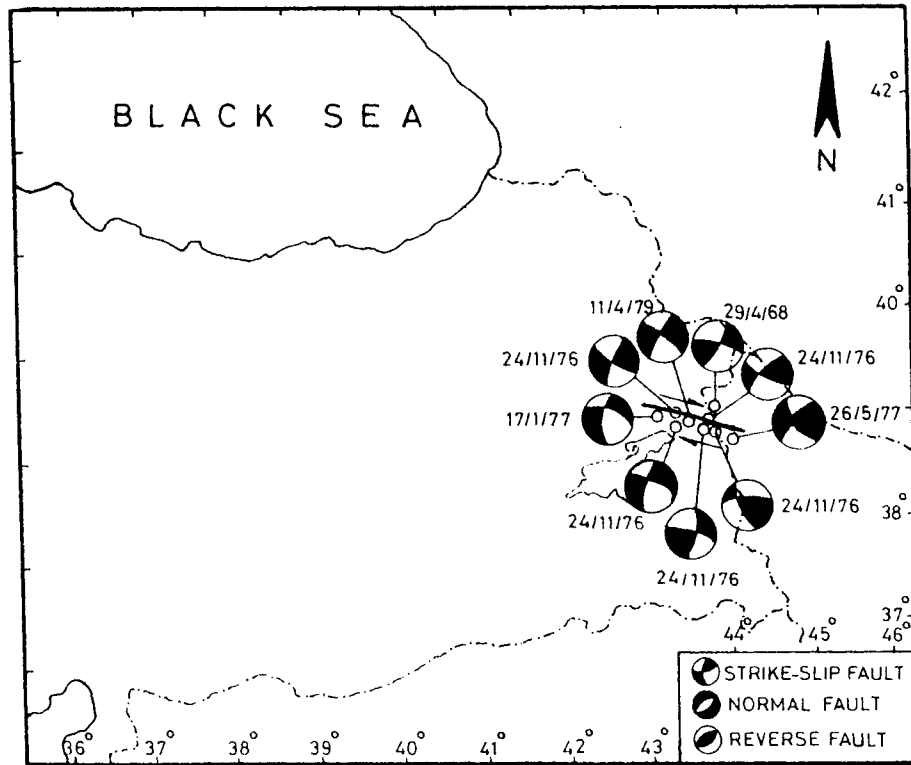 BLACK SEA
N
42°
41°
40°
11/4/79
29/4/68
24/11/76
24/11/76
17/1/77
26/5/77
24/11/76
24/11/76
24/11/76
38°
37°
44° 45° 46°
STRIKE-SLIP FAULT
NORMAL FAULT
REVERSE FAULT
36° 37° 38° 39° 40° 41° 42° 43°